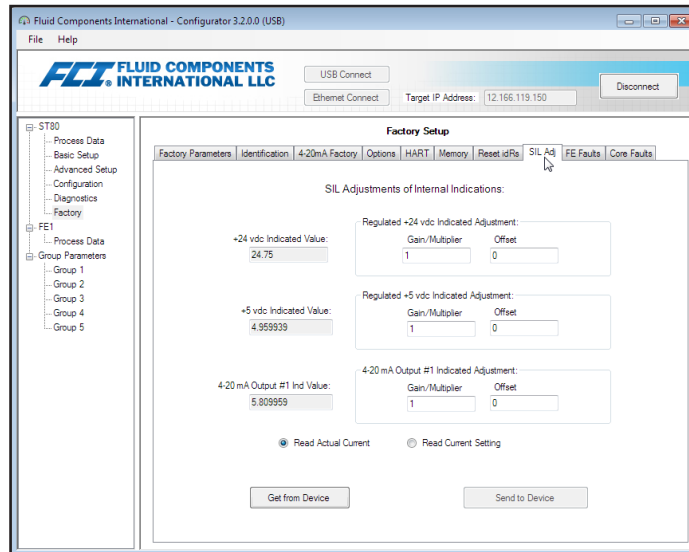 Fluid Components International - Configurator 3.2.0.0 (USB)
File Help
FCI FLUID COMPONENTS
® INTERNATIONAL LLC
USB Connect
Ethernet Connect
Target IP Address: 12.166.119.150
Disconnect
ST80
Process Data
Basic Setup
Advanced Setup
Configuration
Diagnostics
Factory
FE1
Process Data
Group Parameters
Group 1
Group 2
Group 3
Group 4
Group 5
Factory Setup
Factory Parameters Identification 4-20mA Factory Options HART Memory Reset idRs SIL Adj FE Faults Core Faults
SIL Adjustments of Internal Indications:
+24 vdc Indicated Value:
24.75
Regulated +24 vdc Indicated Adjustment:
Gain/Multiplier Offset
1 0
+5 vdc Indicated Value:
4.959939
Regulated +5 vdc Indicated Adjustment:
Gain/Multiplier Offset
1 0
4-20 mA Output #1 Ind Value:
5.809959
4-20 mA Output #1 Indicated Adjustment:
Gain/Multiplier Offset
1 0
Read Actual Current Read Current Setting
Get from Device Send to Device